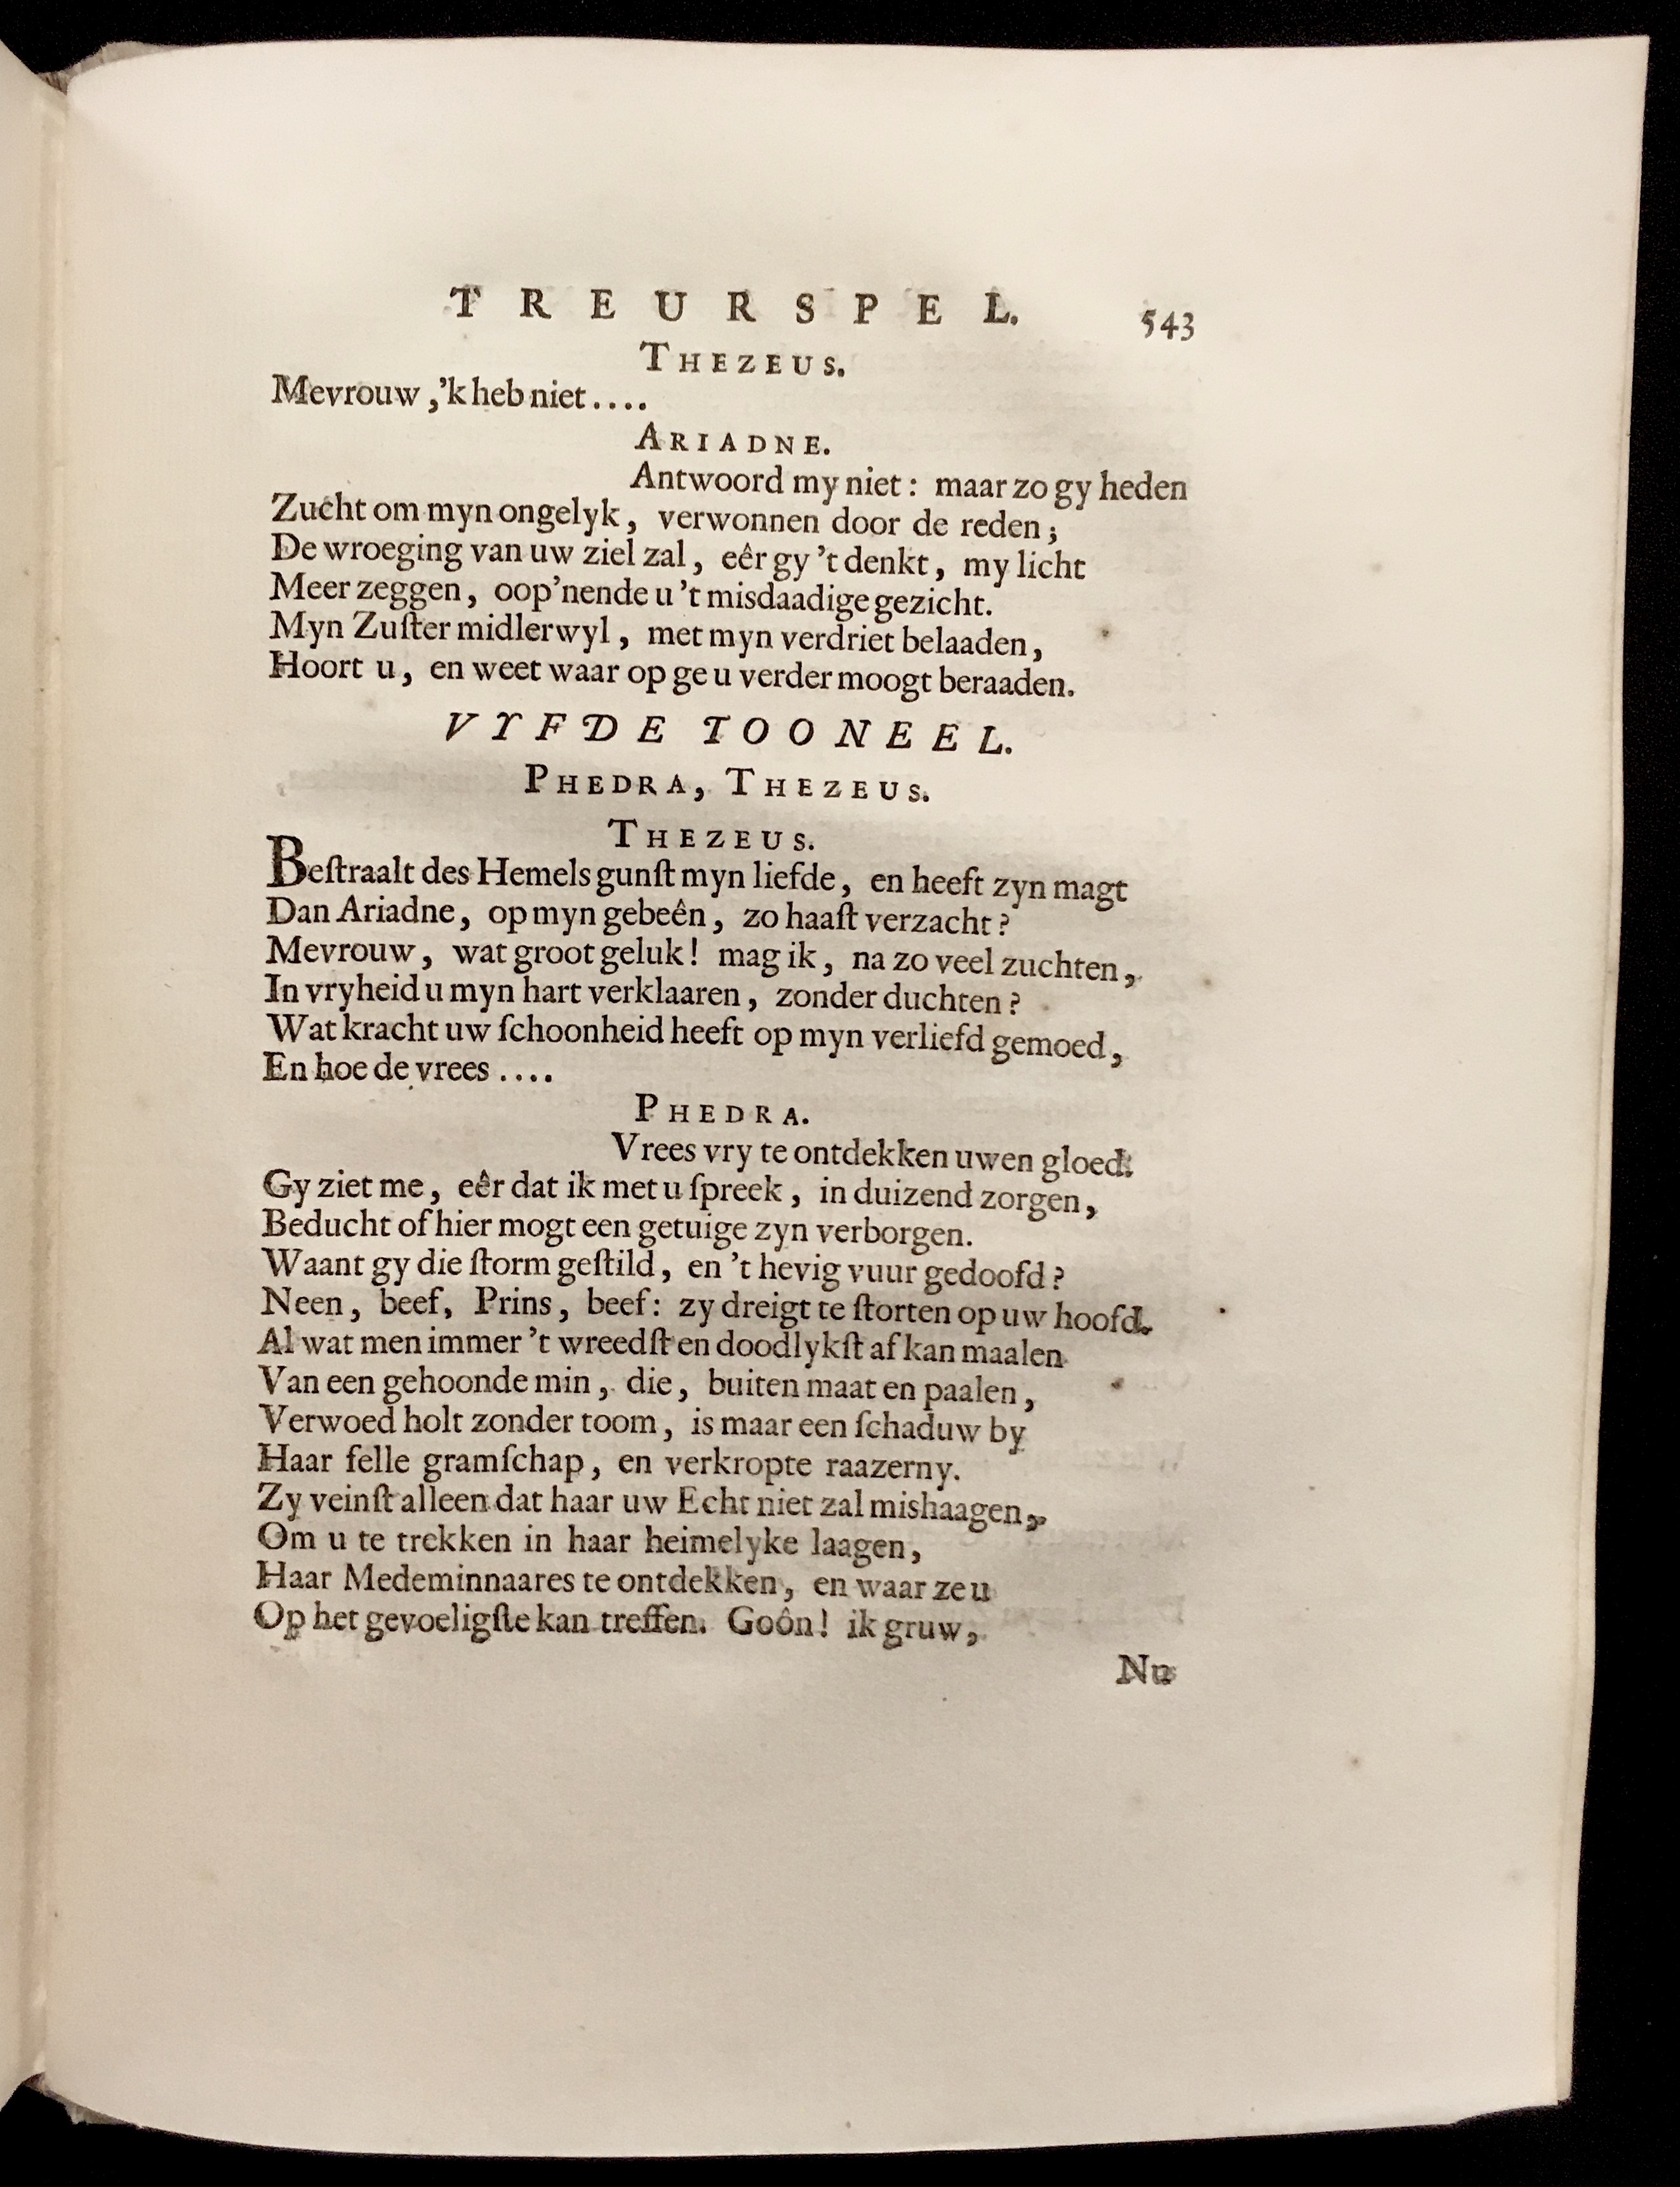 TREURSPEL. 543
THEZEUS.
Mevrouw, 'k heb niet....
ARIADNE.
Antwoord my niet: maar zo gy heden
Zucht om myn ongelyk, verwonnen door de reden;
De wroeging van uw ziel zal, eêr gy 't denkt, my licht
Meer zeggen, oop'nende u 't misdaadige gezicht.
Myn Zuſter midlerwyl, met myn verdriet belaaden,
Hoort u, en weet waar op ge u verder moogt beraaden.
VYFDE TOONEEL.
PHEDRA, THEZEUS.
THEZEUS.
Beſtraalt des Hemels gunſt myn liefde, en heeft zyn magt
Dan Ariadne, op myn gebeên, zo haaſt verzacht?
Mevrouw, wat groot geluk! mag ik, na zo veel zuchten,
In vryheid u myn hart verklaaren, zonder duchten?
Wat kracht uw ſchoonheid heeft op myn verliefd gemoed,
En hoe de vrees....
PHEDRA.
Vrees vry te ontdekken uwen gloed.
Gy ziet me, eêr dat ik met u ſpreek, in duizend zorgen,
Beducht of hier mogt een getuige zyn verborgen.
Waant gy die ſtorm geſtild, en 't hevig vuur gedoofd?
Neen, beef, Prins, beef: zy dreigt te ſtorten op uw hoofd.
Al wat men immer 't wreedſt en doodlykſt af kan maalen
Van een gehoonde min, die, buiten maat en paalen,
Verwoed holt zonder toom, is maar een ſchaduw by
Haar felle gramſchap, en verkropte raazerny.
Zy veinſt alleen dat haar uw Echt niet zal mishaagen,
Om u te trekken in haar heimelyke laagen,
Haar Medeminnaares te ontdekken, en waar ze u
Op het gevoeligſte kan treffen. Goôn! ik gruw,
Nu